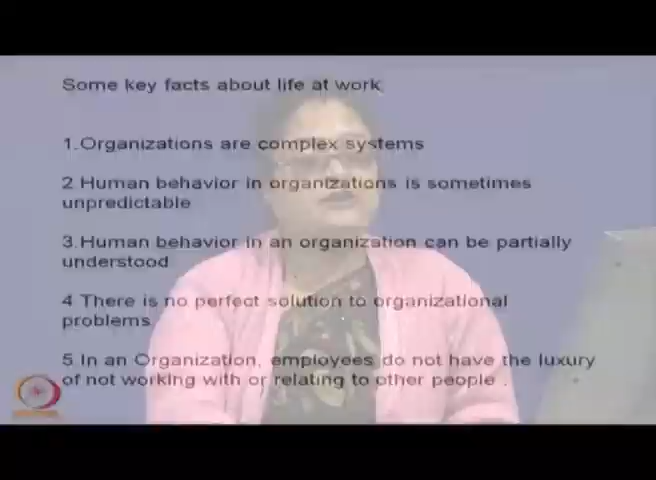 Some key facts about life at work
1.Organizations are complex systems
2 Human behavior in organizations is sometimes
unpredictable
3.Human behavior in an organization can be partially
understood
4 There is no perfect solution to organizational
problems
5 In an Organization, employees do not have the luxury
of not working with or relating to other people .